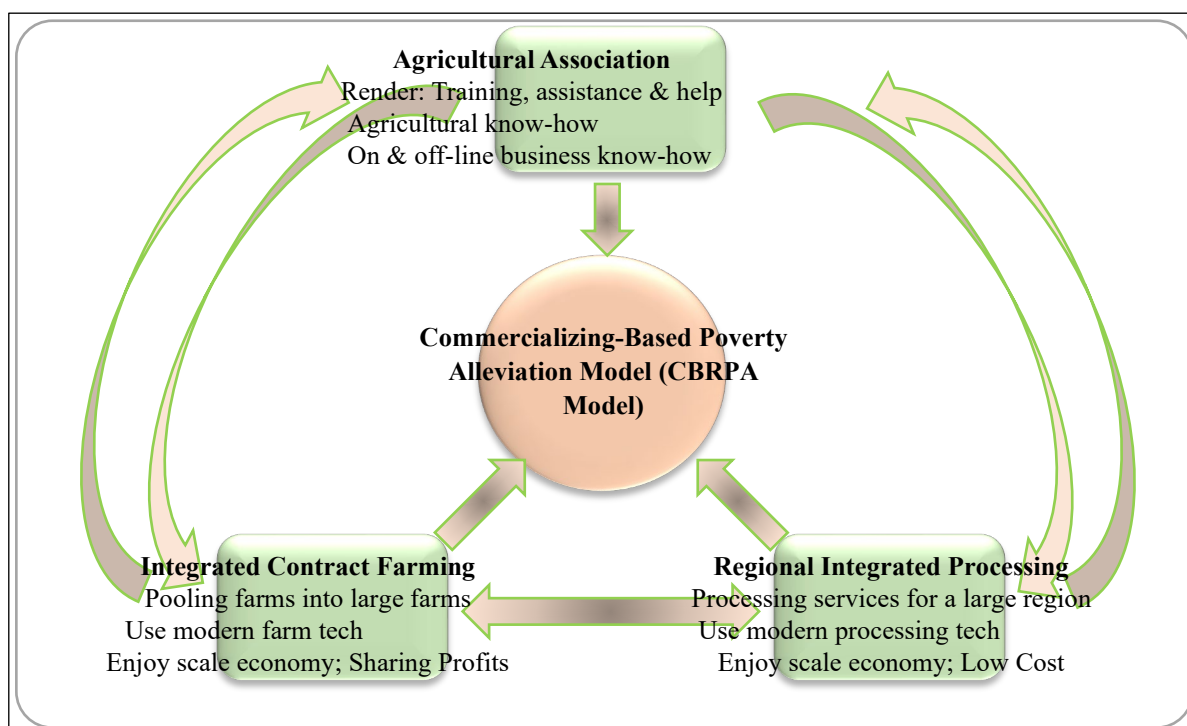 Agricultural Association
Render: Training, assistance & help
Agricultural know-how
On & off-line business know-how
Commercializing-Based Poverty
Alleviation Model (CBRPA
Model)
Integrated Contract Farming
Pooling farms into large farms
Use modern farm tech
Enjoy scale economy; Sharing Profits
Regional Integrated Processing
Processing services for a large region
Use modern processing tech
Enjoy scale economy; Low Cost